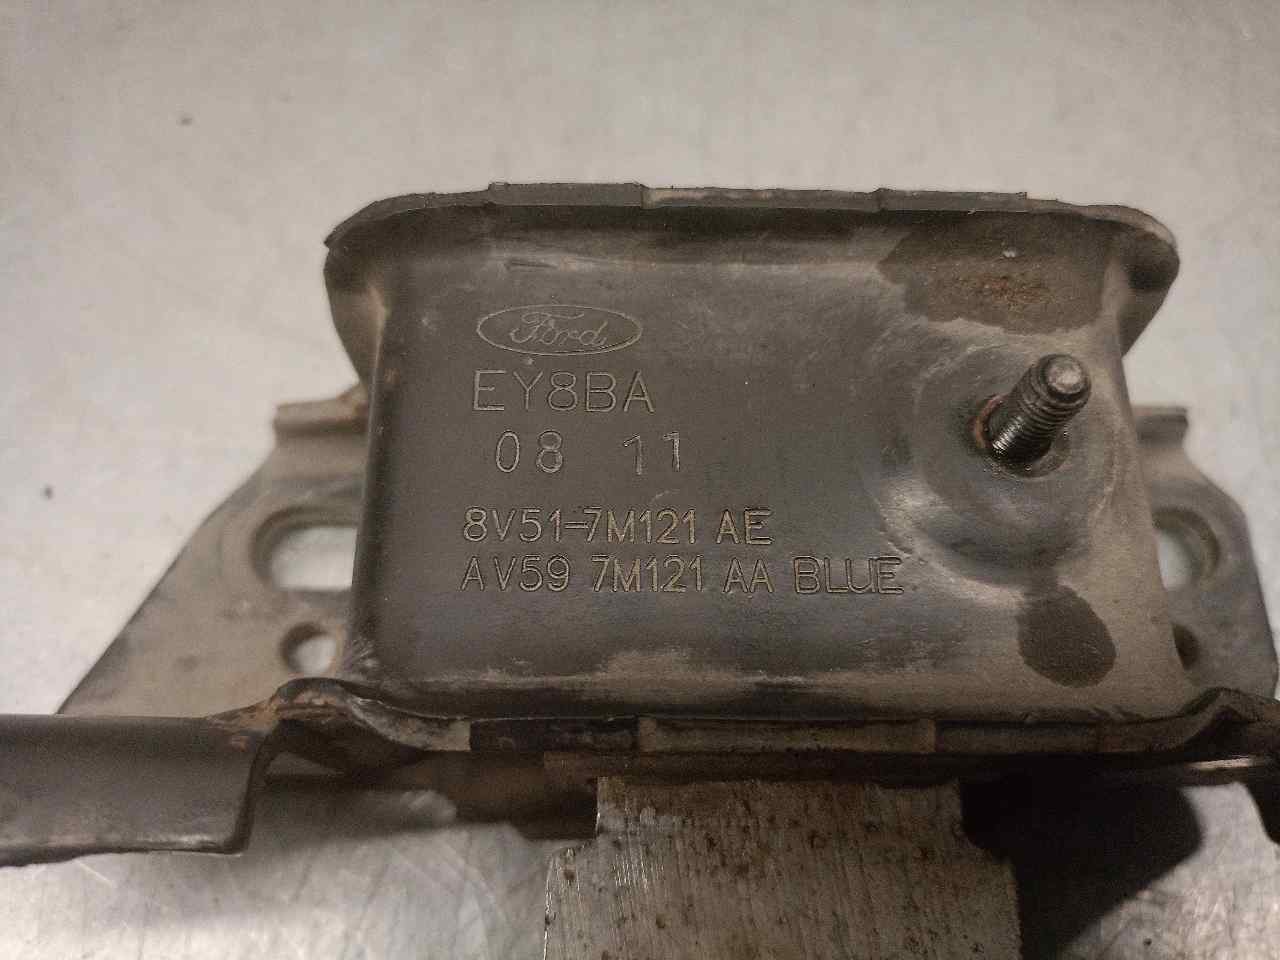 Ford
EY8BA
08 11
8V51-7M121 AE
AV59 7M121 AA BLUE